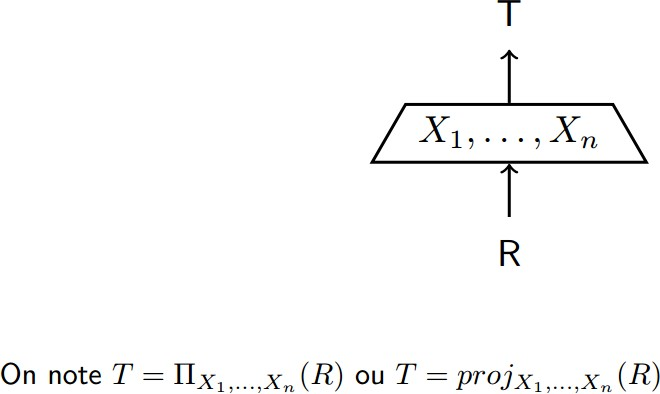 T
X₁, . . . , Xₙ
R
On note T = Π_{X₁,...,Xₙ}(R) ou T = proj_{X₁,...,Xₙ}(R)